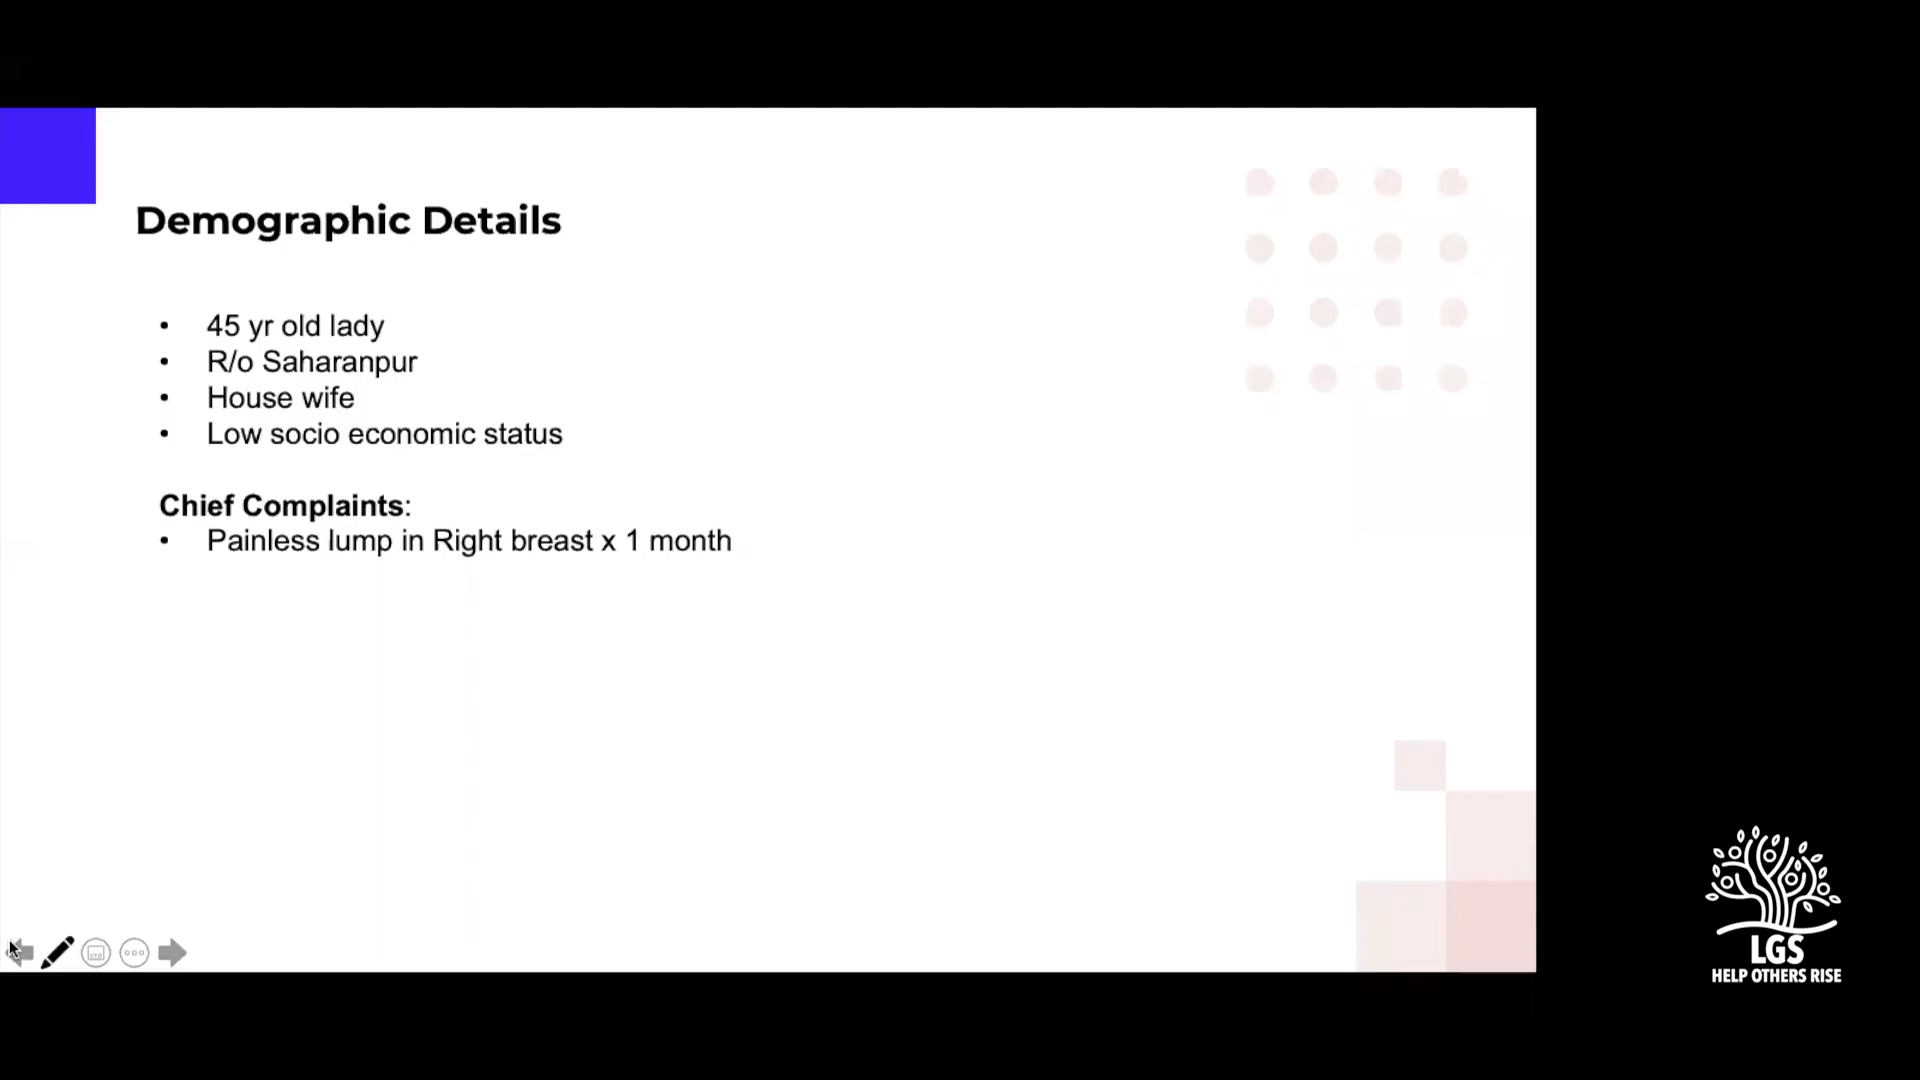 Demographic Details
• 45 yr old lady
• R/o Saharanpur
• House wife
• Low socio economic status
Chief Complaints:
• Painless lump in Right breast x 1 month
LGS
HELP OTHERS RISE